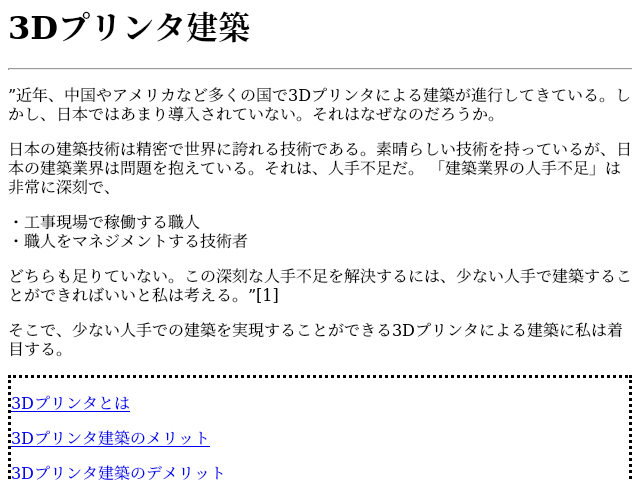 3Dプリンタ建築
”近年、中国やアメリカなど多くの国で3Dプリンタによる建築が進行してきている。し
かし、日本ではあまり導入されていない。それはなぜなのだろうか。
日本の建築技術は精密で世界に誇れる技術である。素晴らしい技術を持っているが、日
本の建築業界は問題を抱えている。それは、人手不足だ。 「建築業界の人手不足」は
非常に深刻で、
・工事現場で稼働する職人
・職人をマネジメントする技術者
どちらも足りていない。この深刻な人手不足を解決するには、少ない人手で建築するこ
とができればいいと私は考える。”[1]
そこで、少ない人手での建築を実現することができる3Dプリンタによる建築に私は着
目する。
3Dプリンタとは
3Dプリンタ建築のメリット
3Dプリンタ建築のデメリット